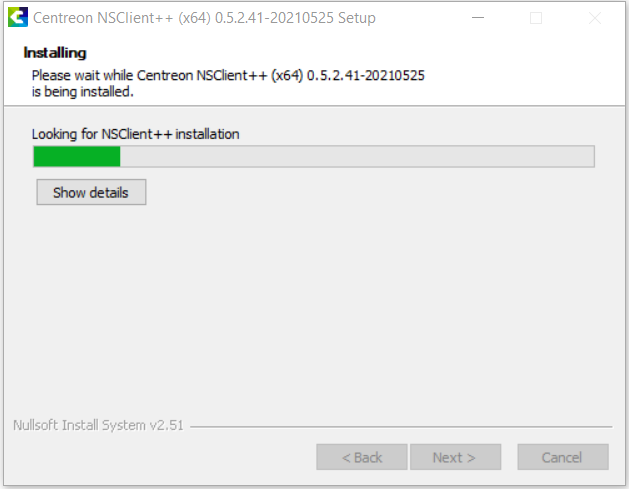 Centreon NSClient++ (x64) 0.5.2.41-20210525 Setup
Installing
Please wait while Centreon NSClient++ (x64) 0.5.2.41-20210525
is being installed.
Looking for NSClient++ installation
Show details
Nullsoft Install System v2.51
< Back
Next >
Cancel